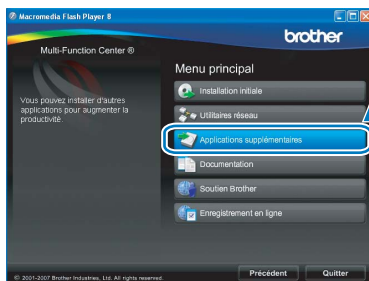 Macromedia Flash Player 8
brother
Multi-Function Center ®
Menu principal
Vous pouvez installer d'autres
applications pour augmenter la
productivité.
Installation initiale
Utilitaires réseau
Applications supplémentaires
Documentation
Soutien Brother
Enregistrement en ligne
© 2001-2007 Brother Industries, Ltd. All rights reserved.
Précédent
Quitter